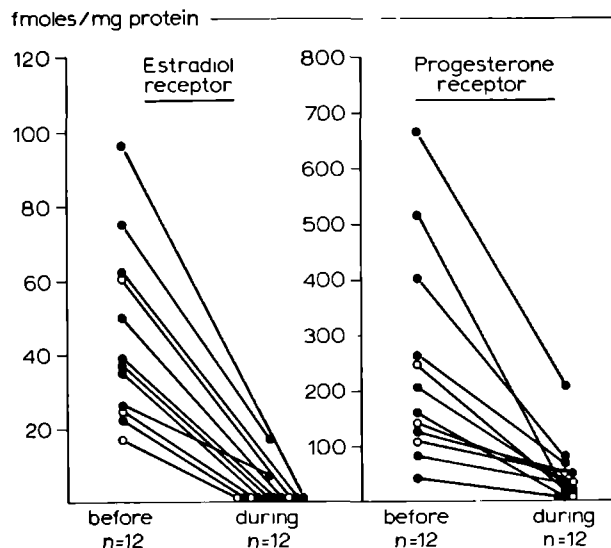 fmoles/mg protein
Estradiol
receptor
120
100
80
60
40
20
before
n=12
during
n=12
Progesterone
receptor
800
700
600
500
400
300
200
100
before
n=12
during
n=12